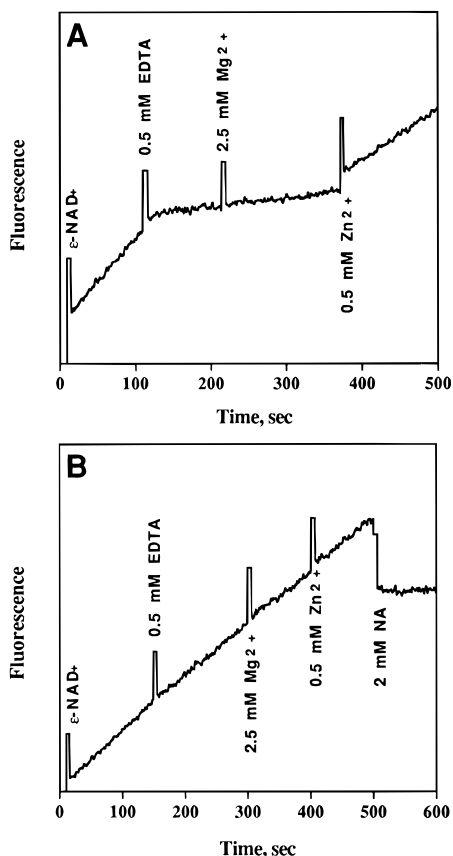 A
Fluorescence
ε-NAD+
0.5 mM EDTA
2.5 mM Mg2+
0.5 mM Zn2+
0 100 200 300 400 500
Time, sec
B
Fluorescence
ε-NAD+
0.5 mM EDTA
2.5 mM Mg2+
0.5 mM Zn2+
2 mM NA
0 100 200 300 400 500 600
Time, sec